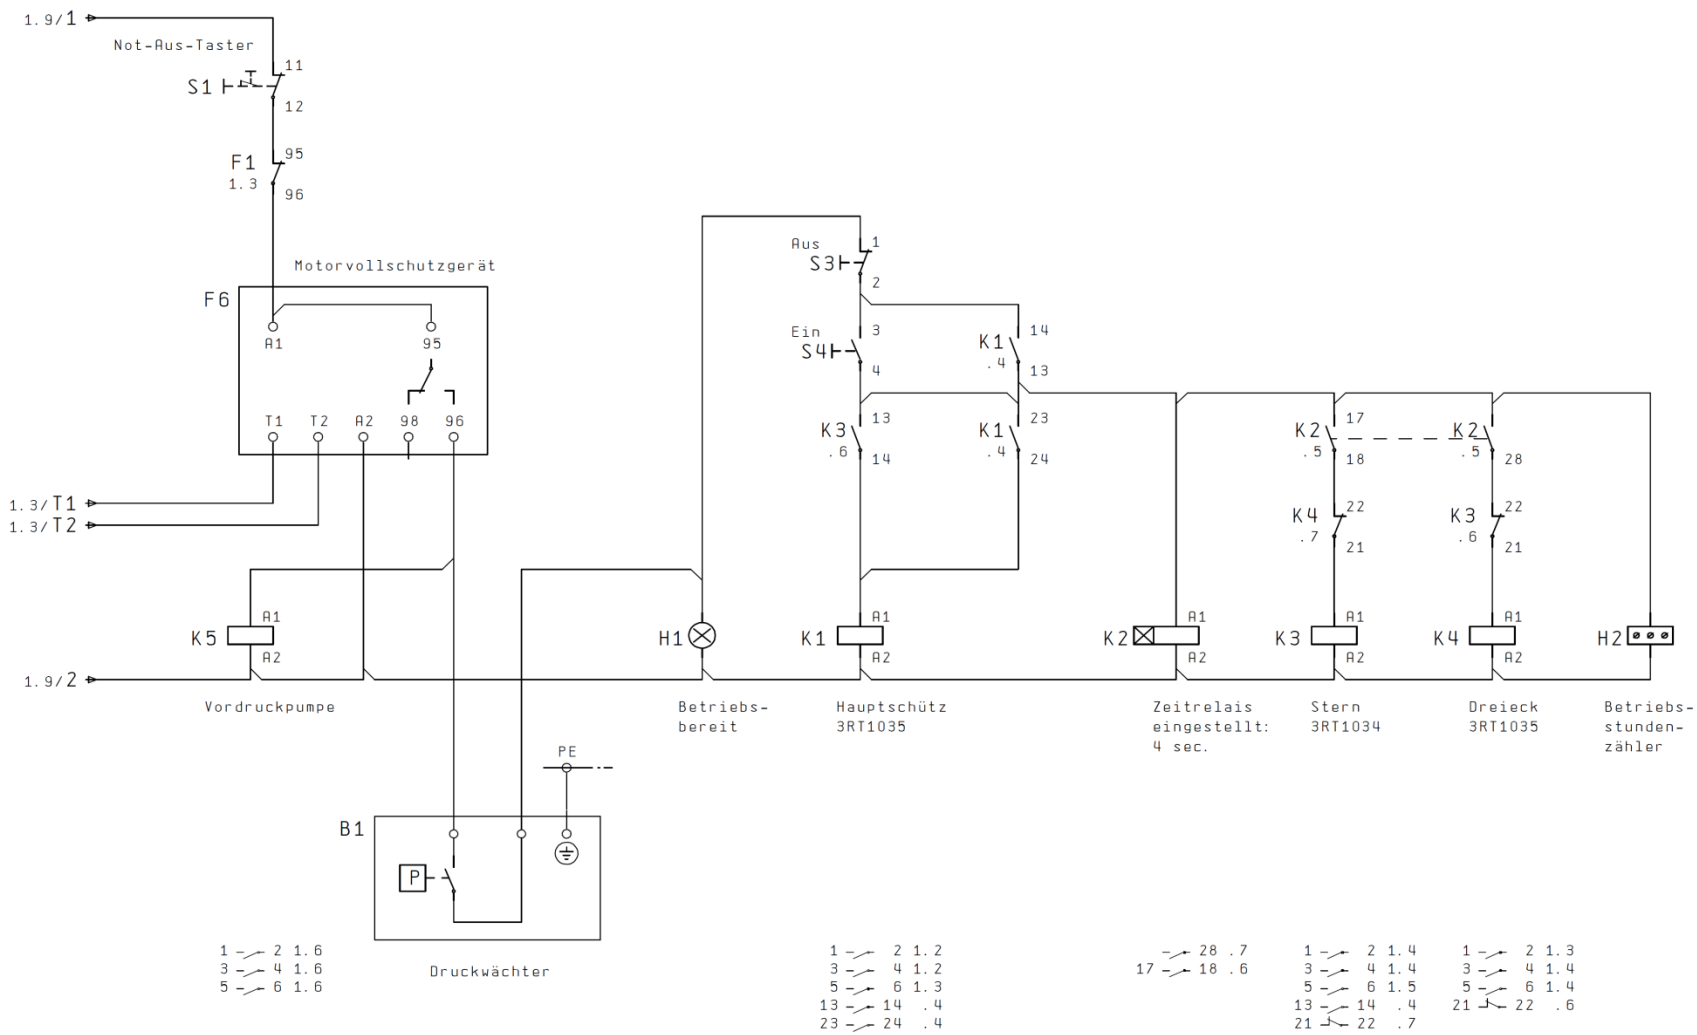 1.9/1
Not-Aus-Taster
11
S1
12
95
F1
1.3
96
Motorvollschutzgerät
F6
A1
95
T1
T2
A2
98
96
1.3/T1
1.3/T2
Aus
1
S3
2
Ein
3
S4
4
K1
14
.4
13
13
K3
.6
14
23
K1
.4
24
17
K2
.5
18
K2
.5
28
22
K4
.7
21
22
K3
.6
21
A1
K5
A2
H1
A1
K1
A2
A1
K2
A2
A1
K3
A2
A1
K4
A2
H2
1.9/2
Vordruckpumpe
Betriebs-
bereit
Hauptschütz
3RT1035
Zeitrelais
eingestellt:
4 sec.
Stern
3RT1034
Dreieck
3RT1035
Betriebs-
stunden-
zähler
PE
B1
P
Druckwächter
1 2 1.6
3 4 1.6
5 6 1.6
1 2 1.2
3 4 1.2
5 6 1.3
13 14 .4
23 24 .4
28 .7
17 18 .6
1 2 1.4
3 4 1.4
5 6 1.5
13 14 .4
21 22 .7
1 2 1.3
3 4 1.4
5 6 1.4
21 22 .6